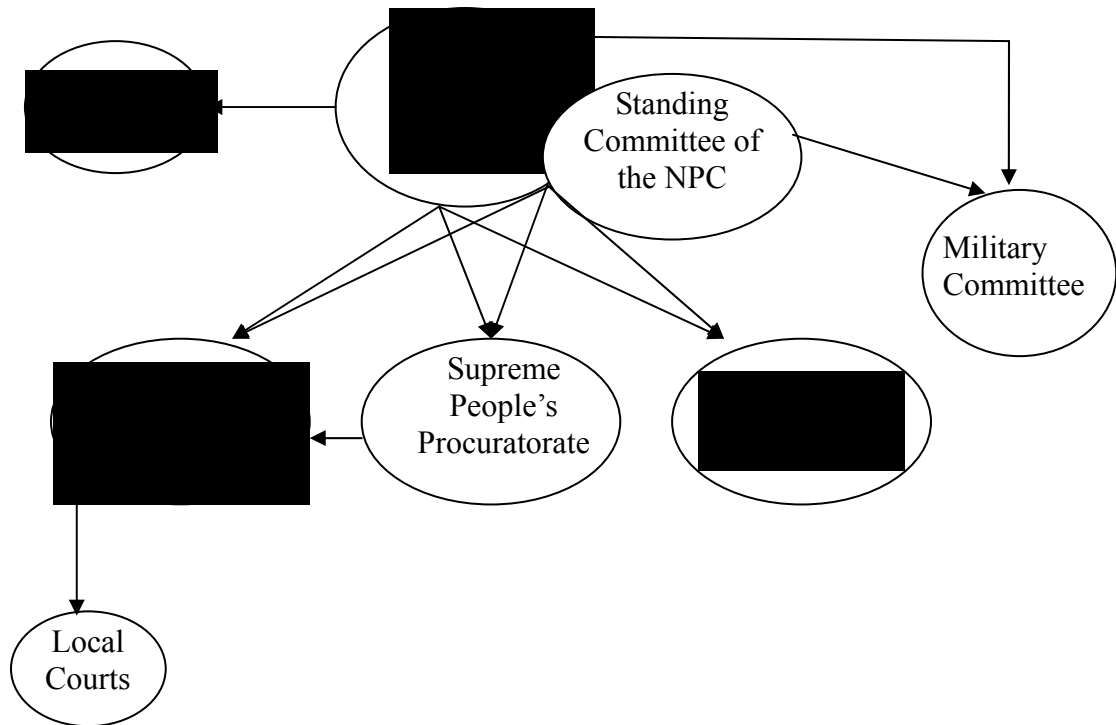 Standing
Committee of
the NPC
Military
Committee
Supreme
People’s
Procuratorate
Local
Courts